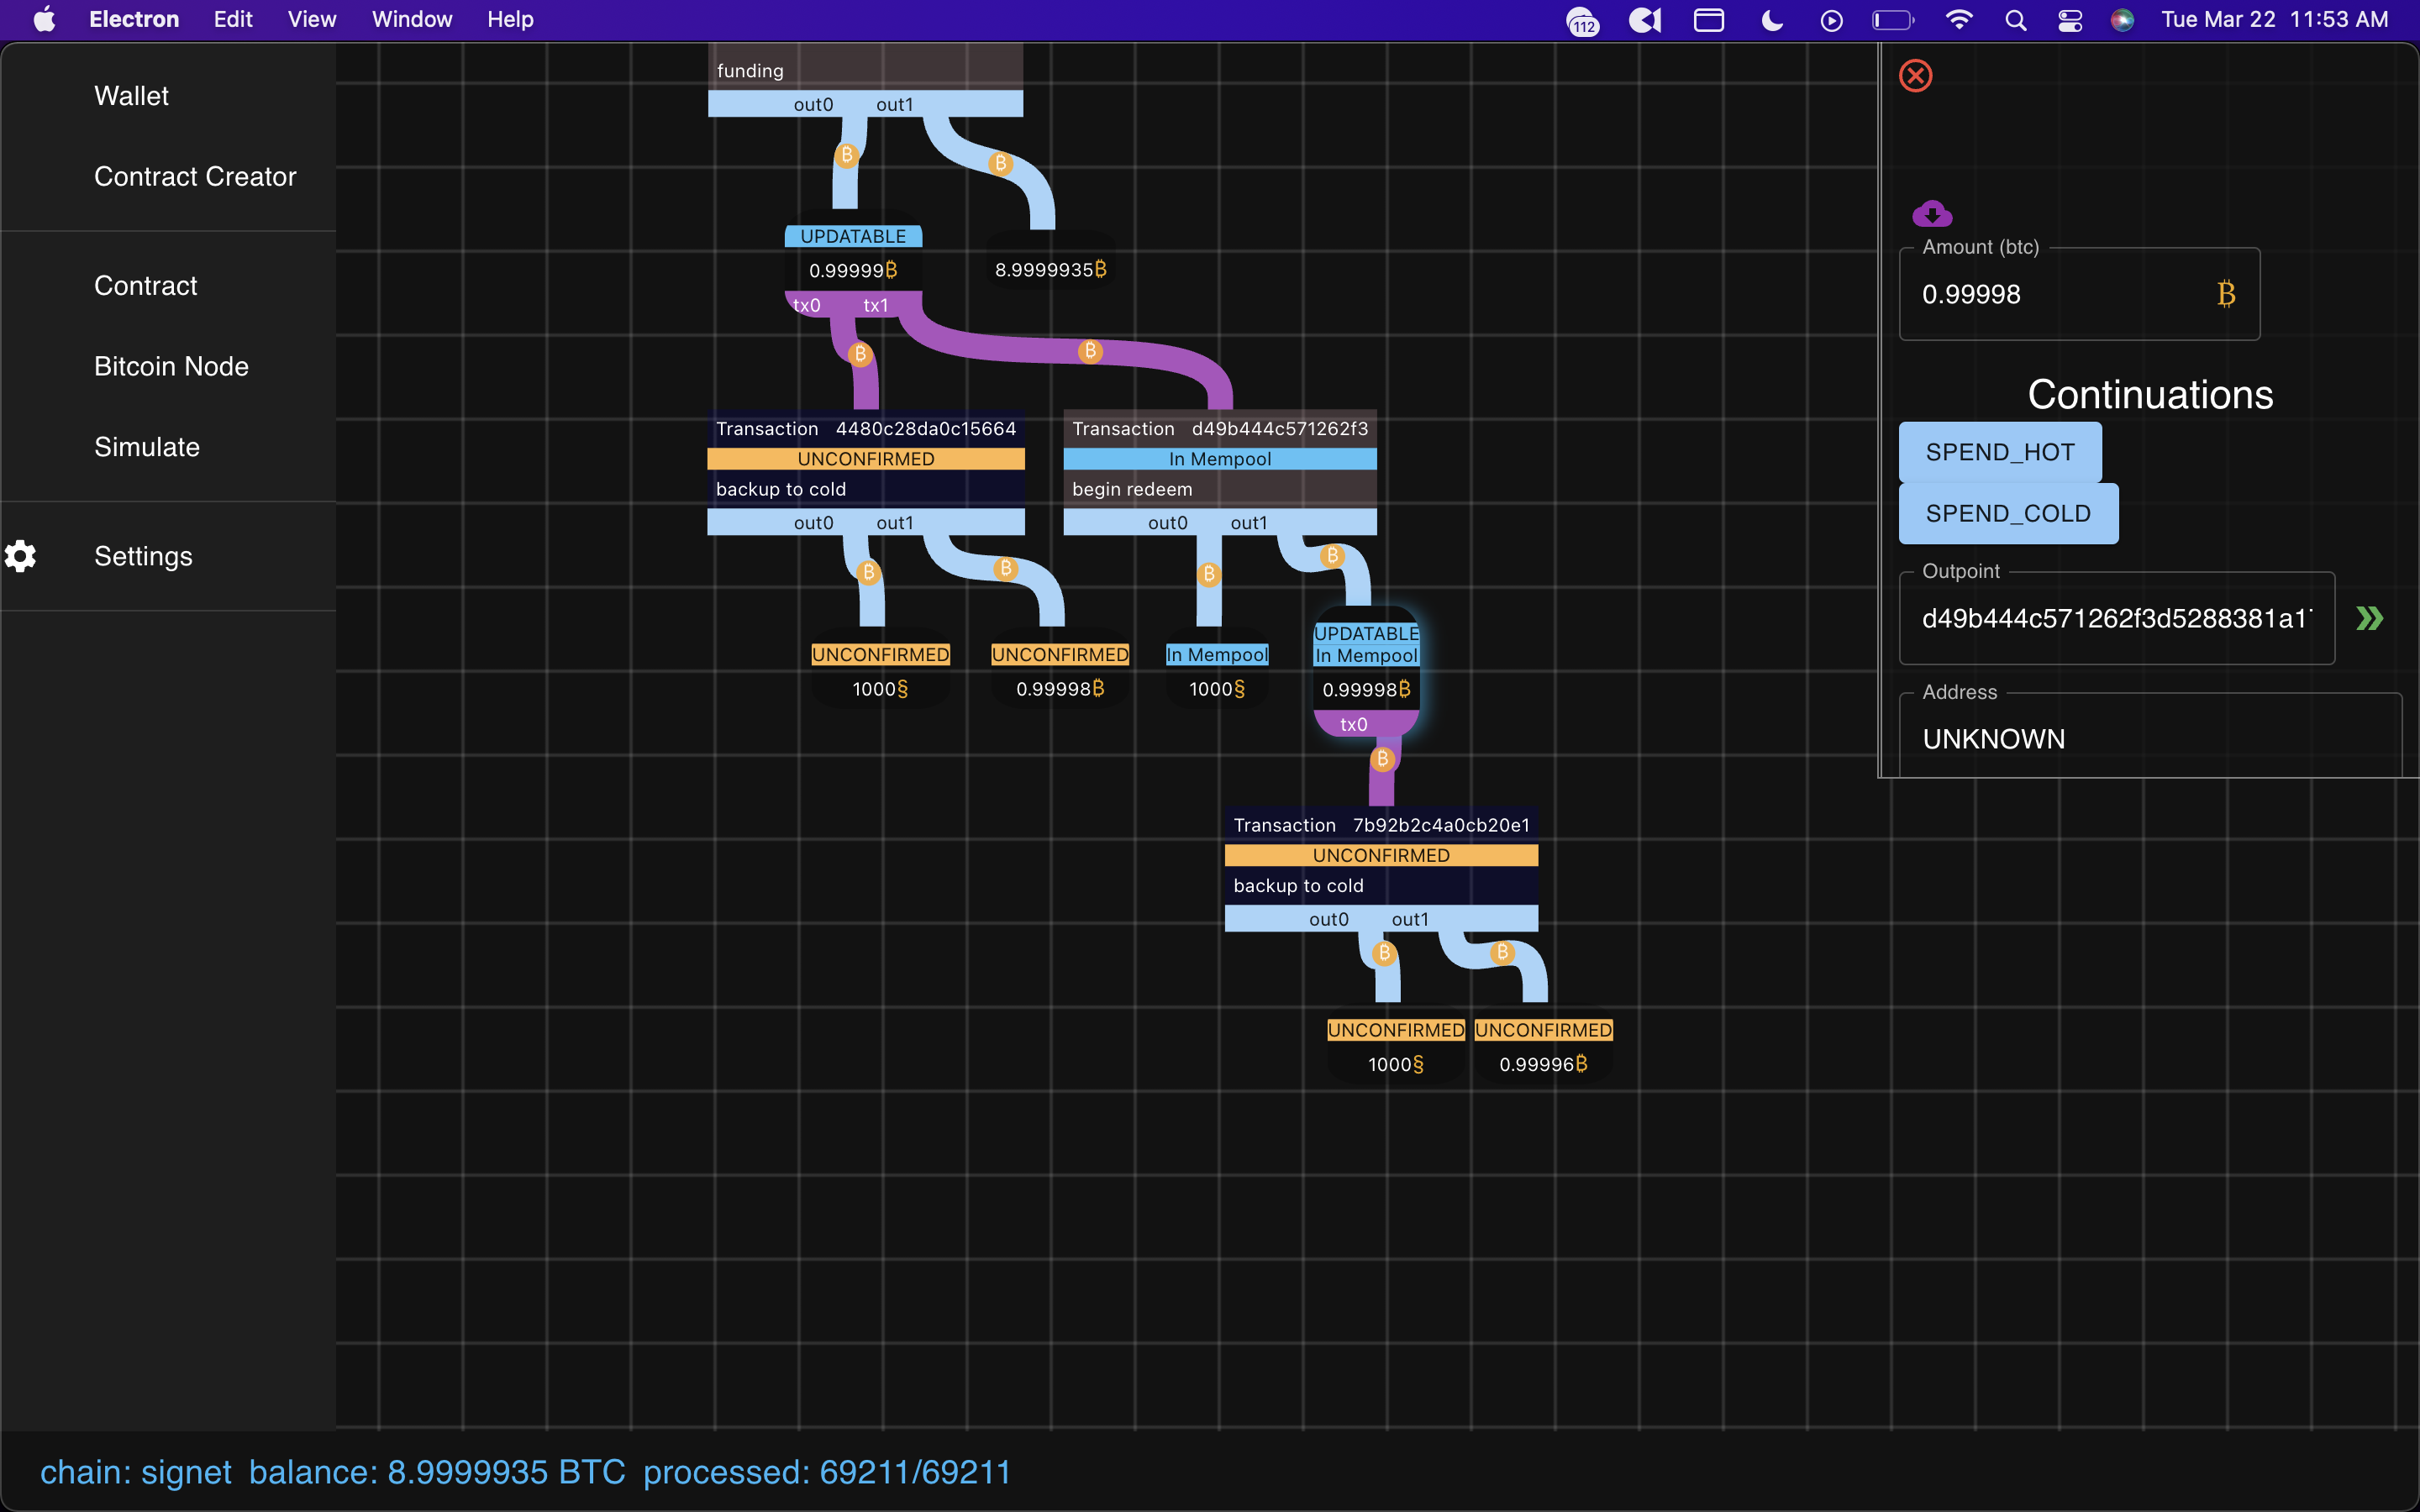 Electron Edit View Window Help
112
Tue Mar 22 11:53 AM
Wallet
Contract Creator
Contract
Bitcoin Node
Simulate
Settings
funding
out0 out1
UPDATABLE
0.99999₿
8.9999935₿
tx0 tx1
Transaction 4480c28da0c15664
UNCONFIRMED
backup to cold
out0 out1
Transaction d49b444c571262f3
In Mempool
begin redeem
out0 out1
UNCONFIRMED
1000§
UNCONFIRMED
0.99998₿
In Mempool
1000§
UPDATABLE
In Mempool
0.99998₿
tx0
Transaction 7b92b2c4a0cb20e1
UNCONFIRMED
backup to cold
out0 out1
UNCONFIRMED
1000§
UNCONFIRMED
0.99996₿
Amount (btc)
0.99998 ₿
Continuations
SPEND_HOT
SPEND_COLD
Outpoint
d49b444c571262f3d5288381a1
Address
UNKNOWN
chain: signet balance: 8.9999935 BTC processed: 69211/69211